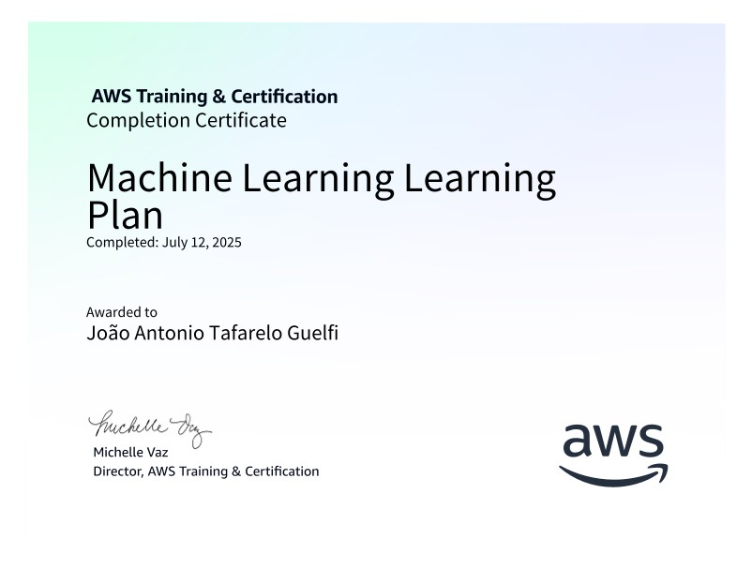 AWS Training & Certification
Completion Certificate
Machine Learning Learning
Plan
Completed: July 12, 2025
Awarded to
João Antonio Tafarelo Guelfi
Michelle Vaz
Michelle Vaz
Director, AWS Training & Certification
aws